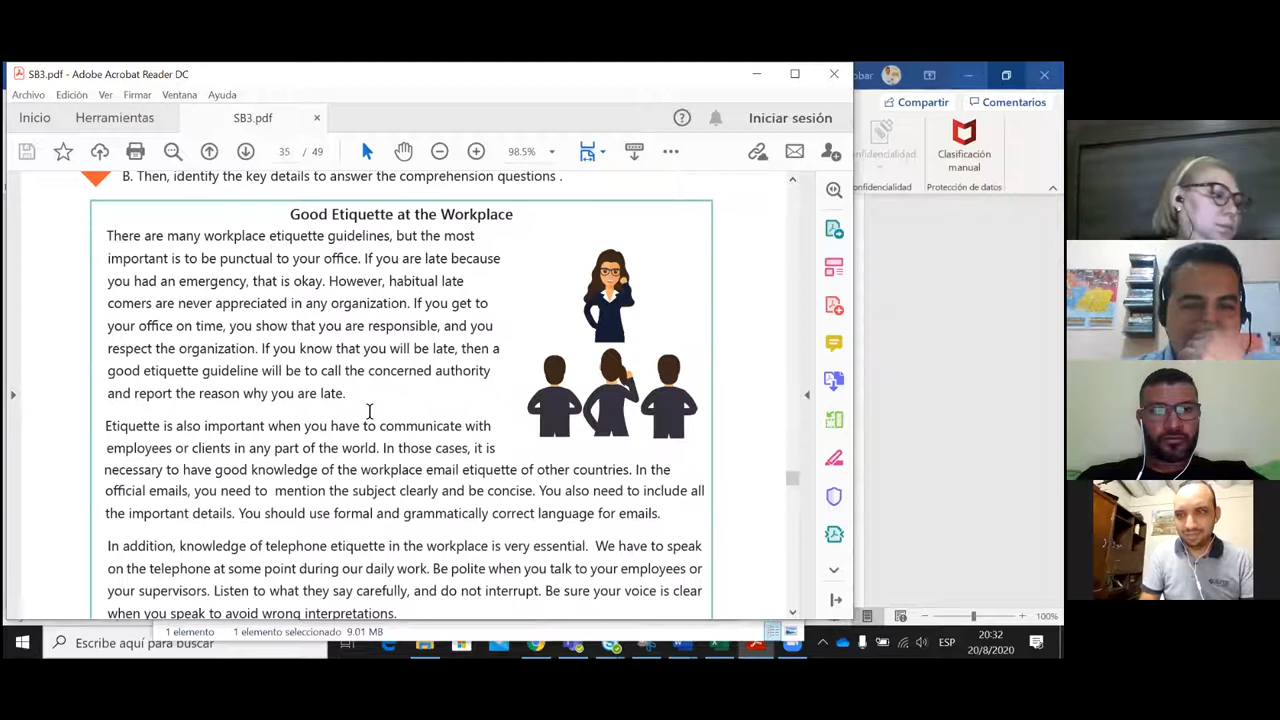 SB3.pdf - Adobe Acrobat Reader DC
obar
Archivo Edición Ver Firmar Ventana Ayuda
Compartir Comentarios
Inicio Herramientas SB3.pdf × Iniciar sesión
35 / 49 98.5%
Clasificación
manual
Protección de datos
B. Then, identify the key details to answer the comprehension questions .
Good Etiquette at the Workplace
There are many workplace etiquette guidelines, but the most
important is to be punctual to your office. If you are late because
you had an emergency, that is okay. However, habitual late
comers are never appreciated in any organization. If you get to
your office on time, you show that you are responsible, and you
respect the organization. If you know that you will be late, then a
good etiquette guideline will be to call the concerned authority
and report the reason why you are late.
Etiquette is also important when you have to communicate with
employees or clients in any part of the world. In those cases, it is
necessary to have good knowledge of the workplace email etiquette of other countries. In the
official emails, you need to mention the subject clearly and be concise. You also need to include all
the important details. You should use formal and grammatically correct language for emails.
In addition, knowledge of telephone etiquette in the workplace is very essential. We have to speak
on the telephone at some point during our daily work. Be polite when you talk to your employees or
your supervisors. Listen to what they say carefully, and do not interrupt. Be sure your voice is clear
when you speak to avoid wrong interpretations.
1 elemento 1 elemento seleccionado 9.01 MB
100%
Escribe aquí para buscar
ESP
20:32
20/8/2020